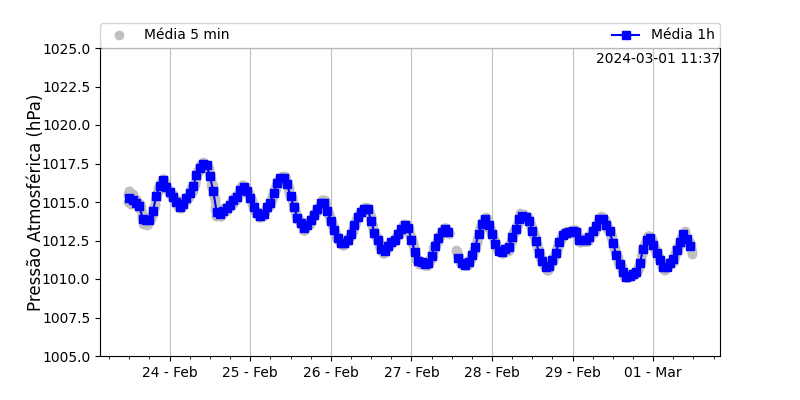 Média 5 min
Média 1h
2024-03-01 11:37
Pressão Atmosférica (hPa)
1025.0
1022.5
1020.0
1017.5
1015.0
1012.5
1010.0
1007.5
1005.0
24 - Feb
25 - Feb
26 - Feb
27 - Feb
28 - Feb
29 - Feb
01 - Mar